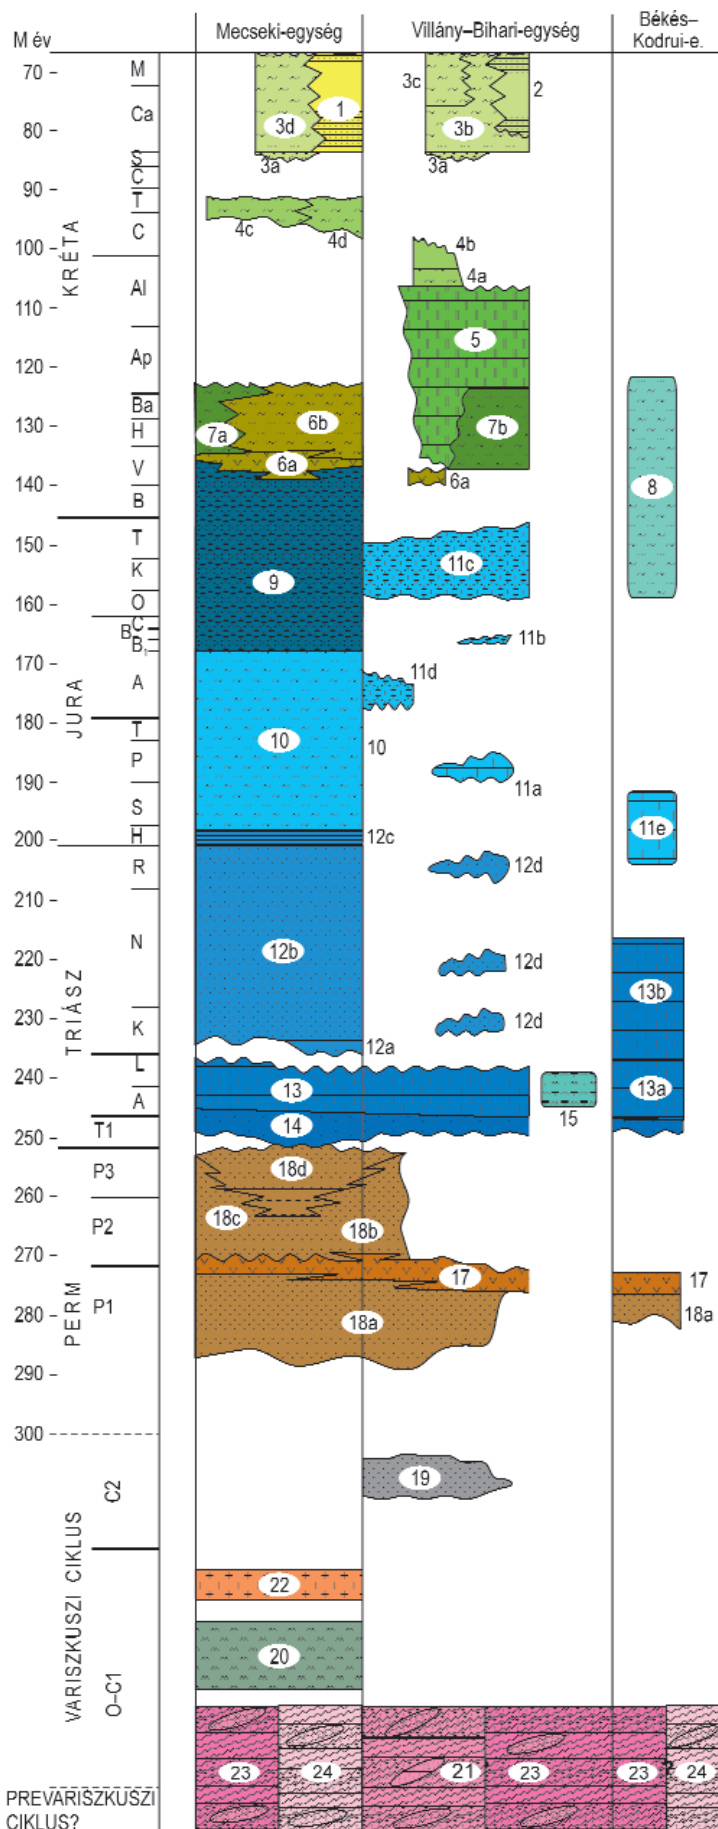 M év
Mecseki-egység
Villány–Bihari-egység
Békés–
Kodrui-e.
70
80
90
100
110
120
130
140
150
160
170
180
190
200
210
220
230
240
250
260
270
280
290
300
KRÉTA
JURA
TRIÁSZ
PERM
VARISZKUSZI CIKLUS
PREVARISZKUSZI
CIKLUS?
M
Ca
S
C
T
C
Al
Ap
Ba
H
V
B
T
K
O
C
B
B1
A
T
P
S
H
R
N
K
L
A
T1
P3
P2
P1
C2
O–C1
3d
1
3a
4c
4d
7a
6b
6a
9
10
12b
13
14
18d
18c
18b
17
18a
22
20
23
24
3c
2
3b
3a
4b
4a
5
7b
6a
11c
11b
11d
10
11a
12c
12d
12d
12d
12a
15
19
21
23
8
11e
13b
13a
17
18a
23
?
24